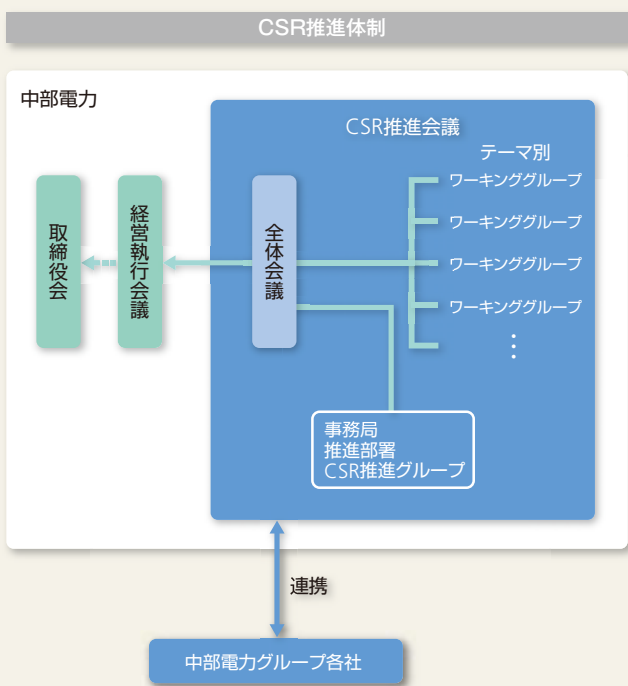 CSR推進体制
中部電力
CSR推進会議
テーマ別
ワーキンググループ
ワーキンググループ
ワーキンググループ
ワーキンググループ
⋮
取締役会
経営執行会議
全体会議
事務局
推進部署
CSR推進グループ
連携
中部電力グループ各社